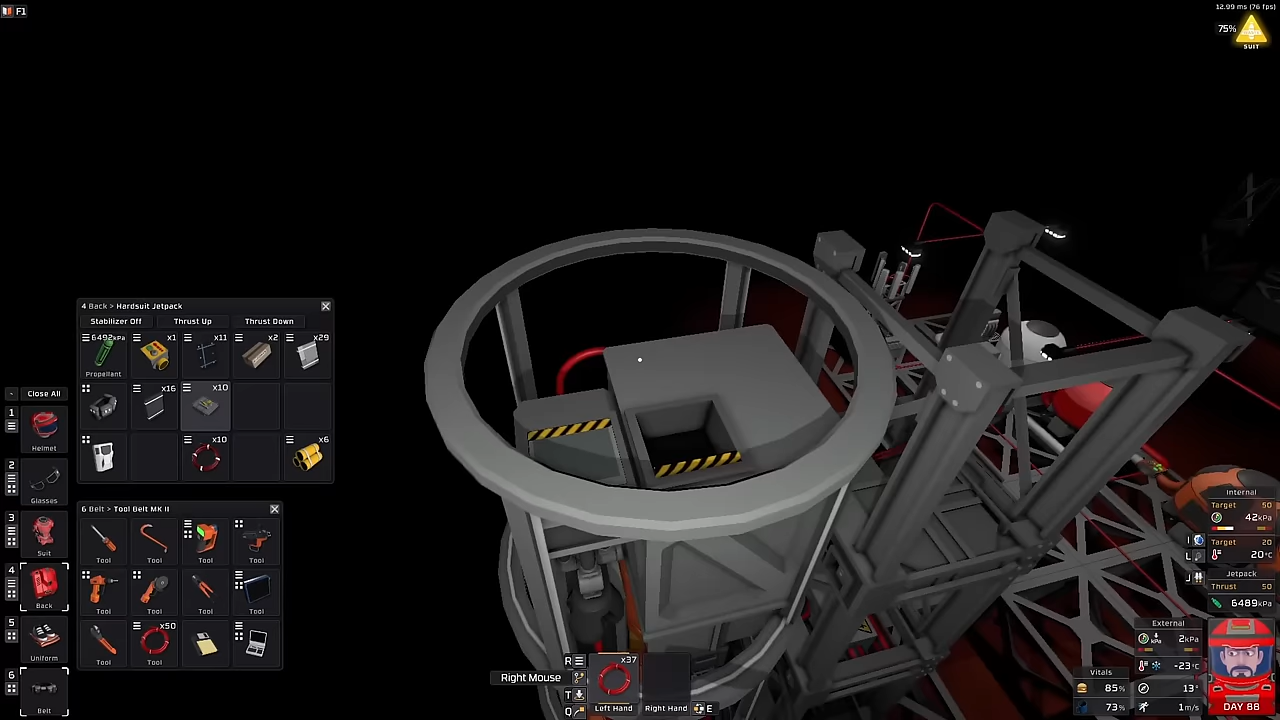 F1
12.99 ms (76 fps)
75%
SUIT
4 Back > Hardsuit Jetpack
Stabilizer Off
Thrust Up
Thrust Down
6492kPa
x1
x11
x2
x29
Propellant
x16
x10
x10
x6
- Close All
1
Helmet
2
Glasses
3
Suit
4
Back
5
Uniform
6
Belt
6 Belt > Tool Belt MK II
Tool
Tool
Tool
Tool
Tool
Tool
Tool
Tool
x50
Tool
Tool
Right Mouse
R
T
Q
x37
Left Hand
Right Hand
E
Internal
Target 50
42kPa
Target 20
20°C
Jetpack
Thrust 50
6489kPa
External
kPa
2kPa
-23°C
13°
1m/s
Vitals
85%
73%
I
L
J
DAY 88